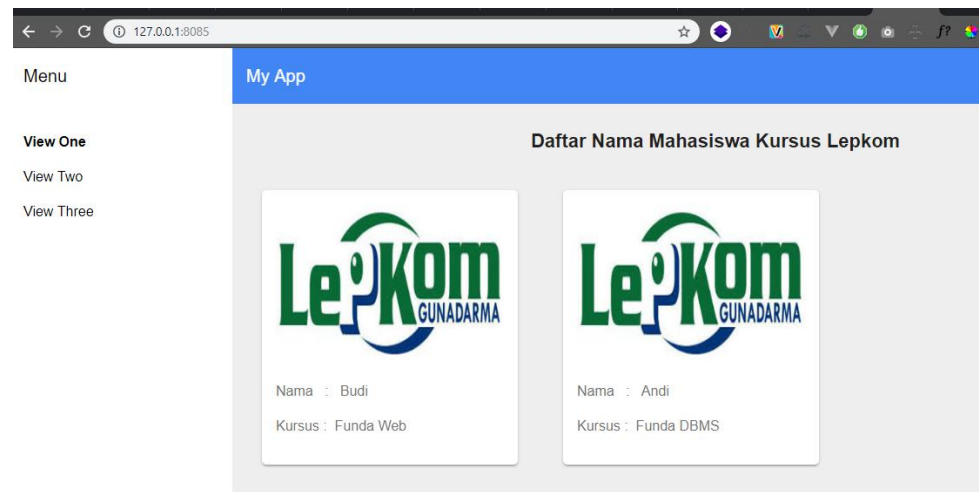 127.0.0.1:8085
f?
Menu
My App
View One
View Two
View Three
Daftar Nama Mahasiswa Kursus Lepkom
LePKom
GUNADARMA
LePKom
GUNADARMA
Nama : Budi
Kursus : Funda Web
Nama : Andi
Kursus : Funda DBMS